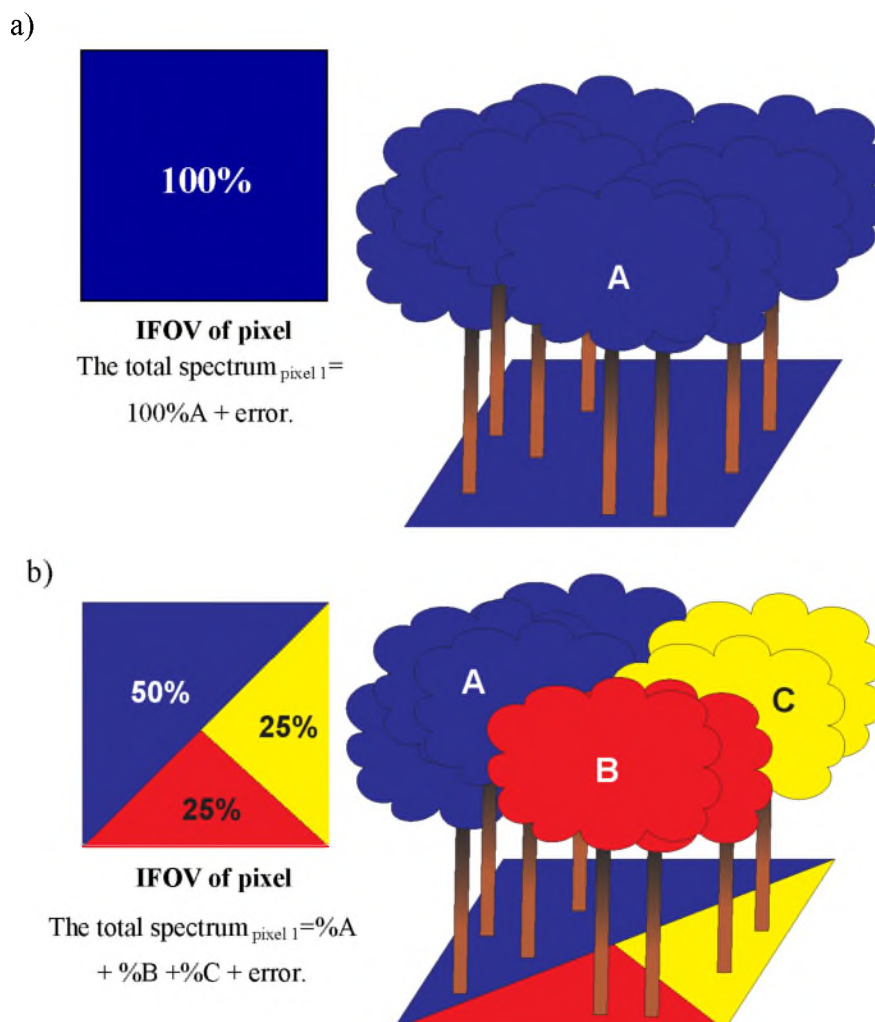 a)
100%
A
IFOV of pixel
The total spectrum pixel 1=
100%A + error.
b)
50%
25%
25%
A
C
B
IFOV of pixel
The total spectrum pixel 1=%A
+ %B +%C + error.